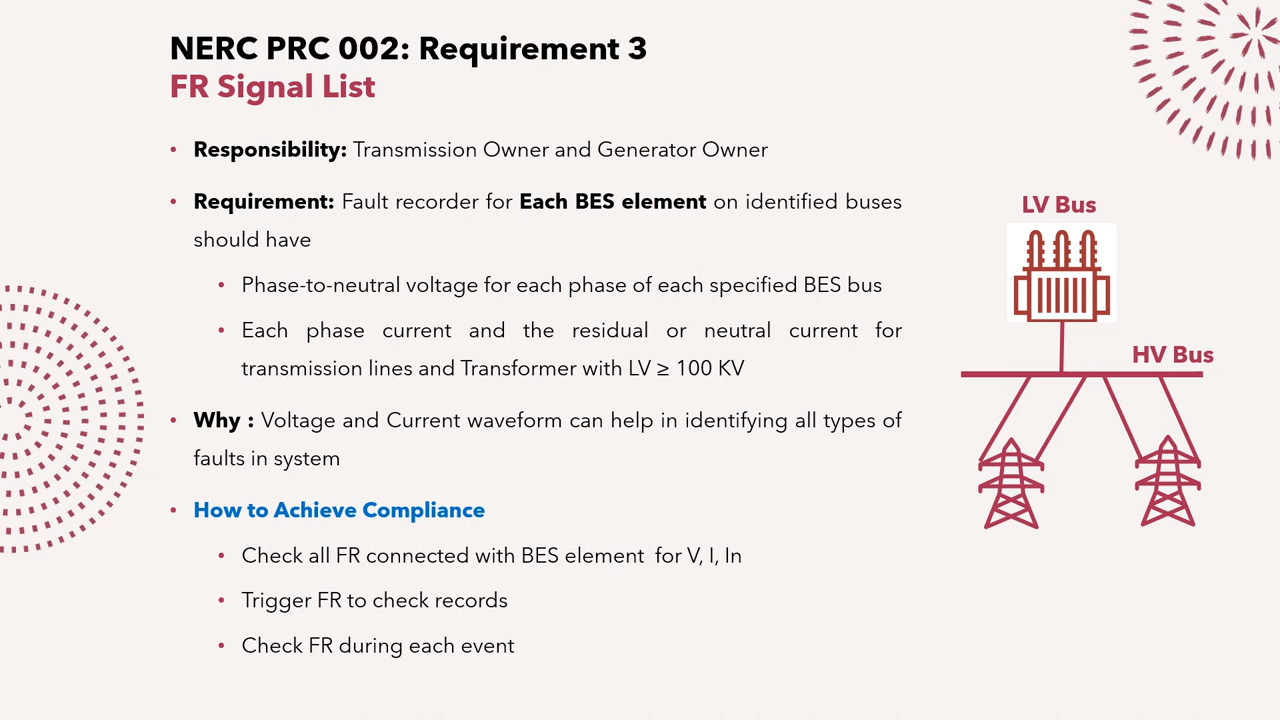 NERC PRC 002: Requirement 3
FR Signal List
• Responsibility: Transmission Owner and Generator Owner
• Requirement: Fault recorder for Each BES element on identified buses
should have
• Phase-to-neutral voltage for each phase of each specified BES bus
• Each phase current and the residual or neutral current for
transmission lines and Transformer with LV ≥ 100 KV
• Why : Voltage and Current waveform can help in identifying all types of
faults in system
• How to Achieve Compliance
• Check all FR connected with BES element for V, I, In
• Trigger FR to check records
• Check FR during each event
LV Bus
HV Bus